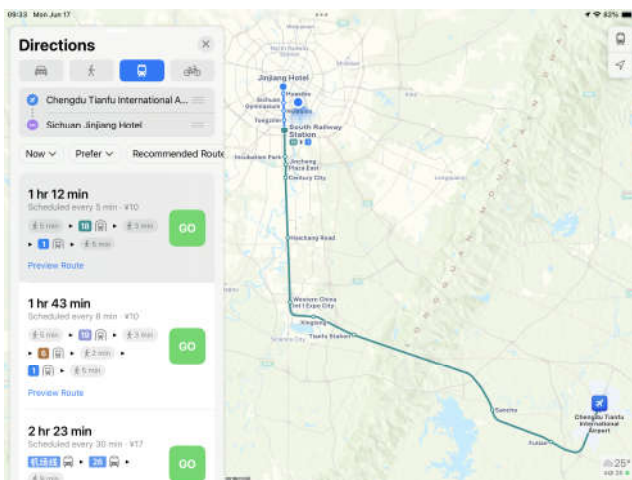 09:33 Mon Jun 17
82%
Directions
Chengdu Tianfu International A...
Sichuan Jinjiang Hotel
Now
Prefer
Recommended Route
1 hr 12 min
Scheduled every 5 min · ¥10
5 min
18
5 min
1
5 min
GO
Preview Route
1 hr 43 min
Scheduled every 8 min · ¥10
5 min
19
3 min
6
2 min
1
5 min
GO
Preview Route
2 hr 23 min
Scheduled every 30 min · ¥17
机场线
26
GO
Jinjiang Hotel
Huaxiba
Sichuan
Gymnasium
Tongzilin
South Railway
Station
Incubation Park
Jincheng
Plaza East
Century City
Haichang Road
Western China
Int'l Expo City
Xinglong
Tianfu Station
Science City
Sancha
Futian
Chengdu Tianfu
International
Airport
25°